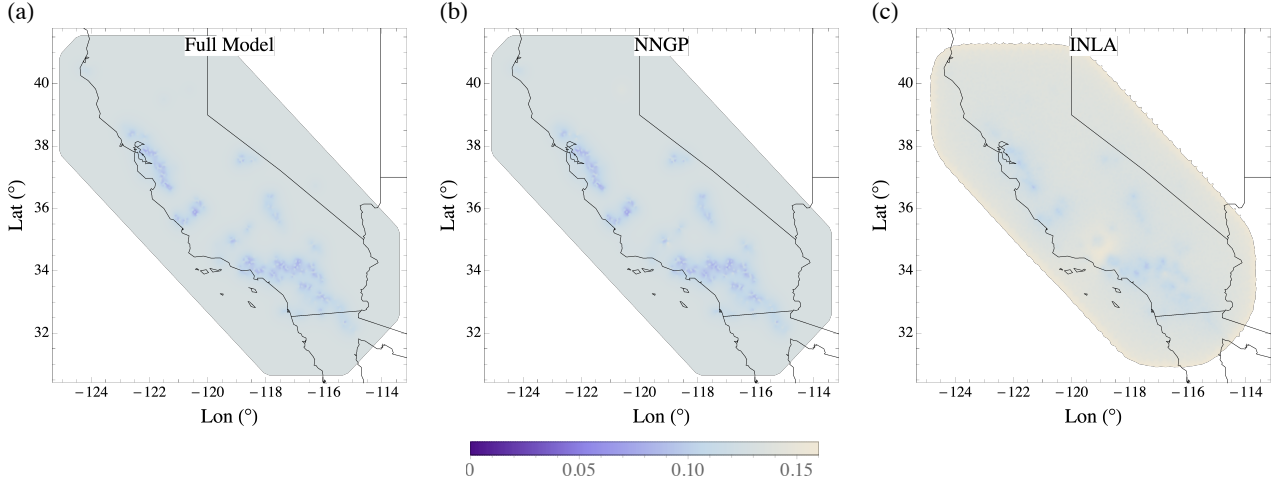 (a) (b) (c)
Full Model NNGP INLA
Lat (°) Lat (°) Lat (°)
40 40 40
38 38 38
36 36 36
34 34 34
32 32 32
−124 −122 −120 −118 −116 −114 −124 −122 −120 −118 −116 −114 −124 −122 −120 −118 −116 −114
Lon (°) Lon (°) Lon (°)
0 0.05 0.10 0.15